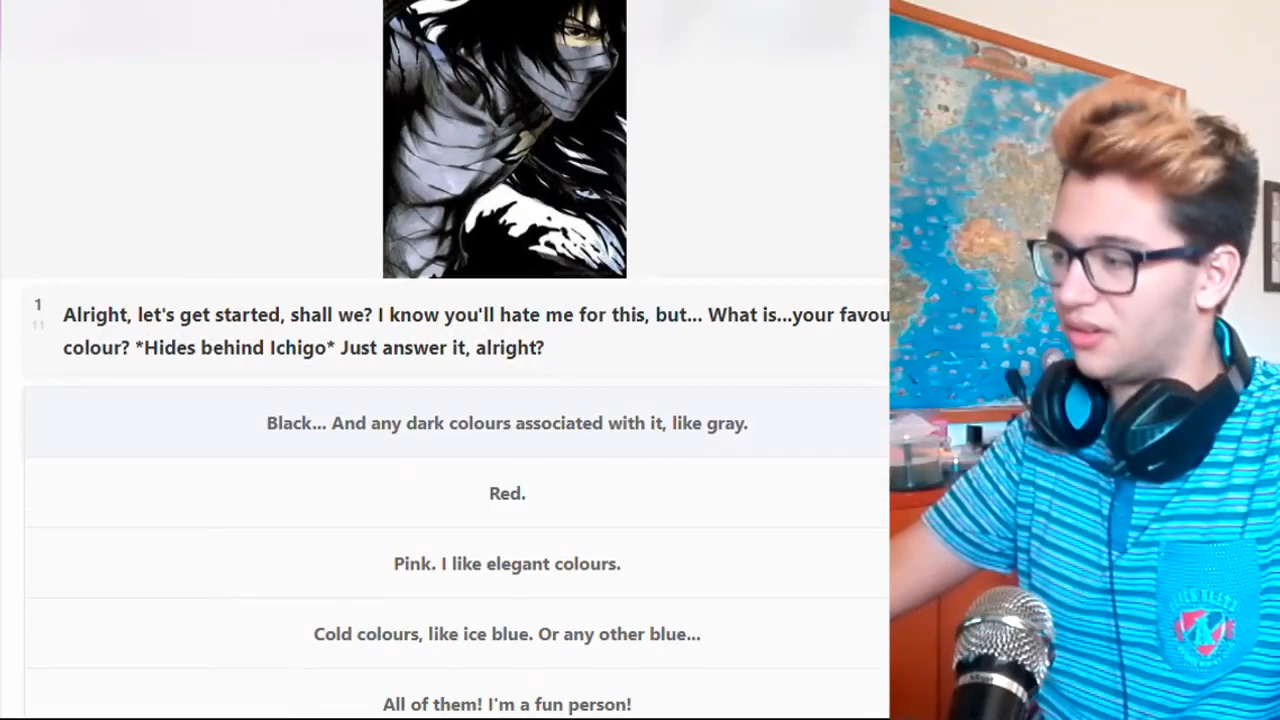 1
11
Alright, let's get started, shall we? I know you'll hate me for this, but... What is...your favou
colour? *Hides behind Ichigo* Just answer it, alright?
Black... And any dark colours associated with it, like gray.
Red.
Pink. I like elegant colours.
Cold colours, like ice blue. Or any other blue...
All of them! I'm a fun person!